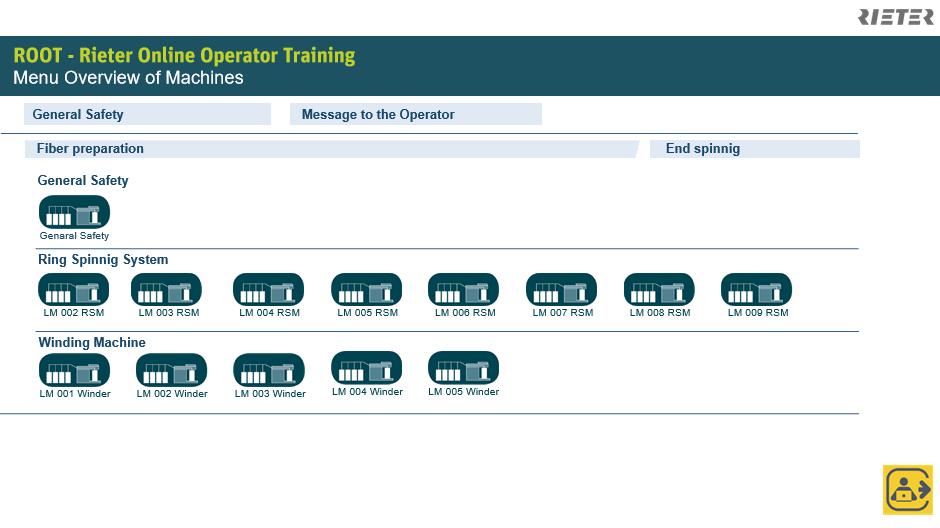 RIETER
ROOT - Rieter Online Operator Training
Menu Overview of Machines
General Safety
Message to the Operator
Fiber preparation
End spinnig
General Safety
Genaral Safety
Ring Spinnig System
LM 002 RSM
LM 003 RSM
LM 004 RSM
LM 005 RSM
LM 006 RSM
LM 007 RSM
LM 008 RSM
LM 009 RSM
Winding Machine
LM 001 Winder
LM 002 Winder
LM 003 Winder
LM 004 Winder
LM 005 Winder